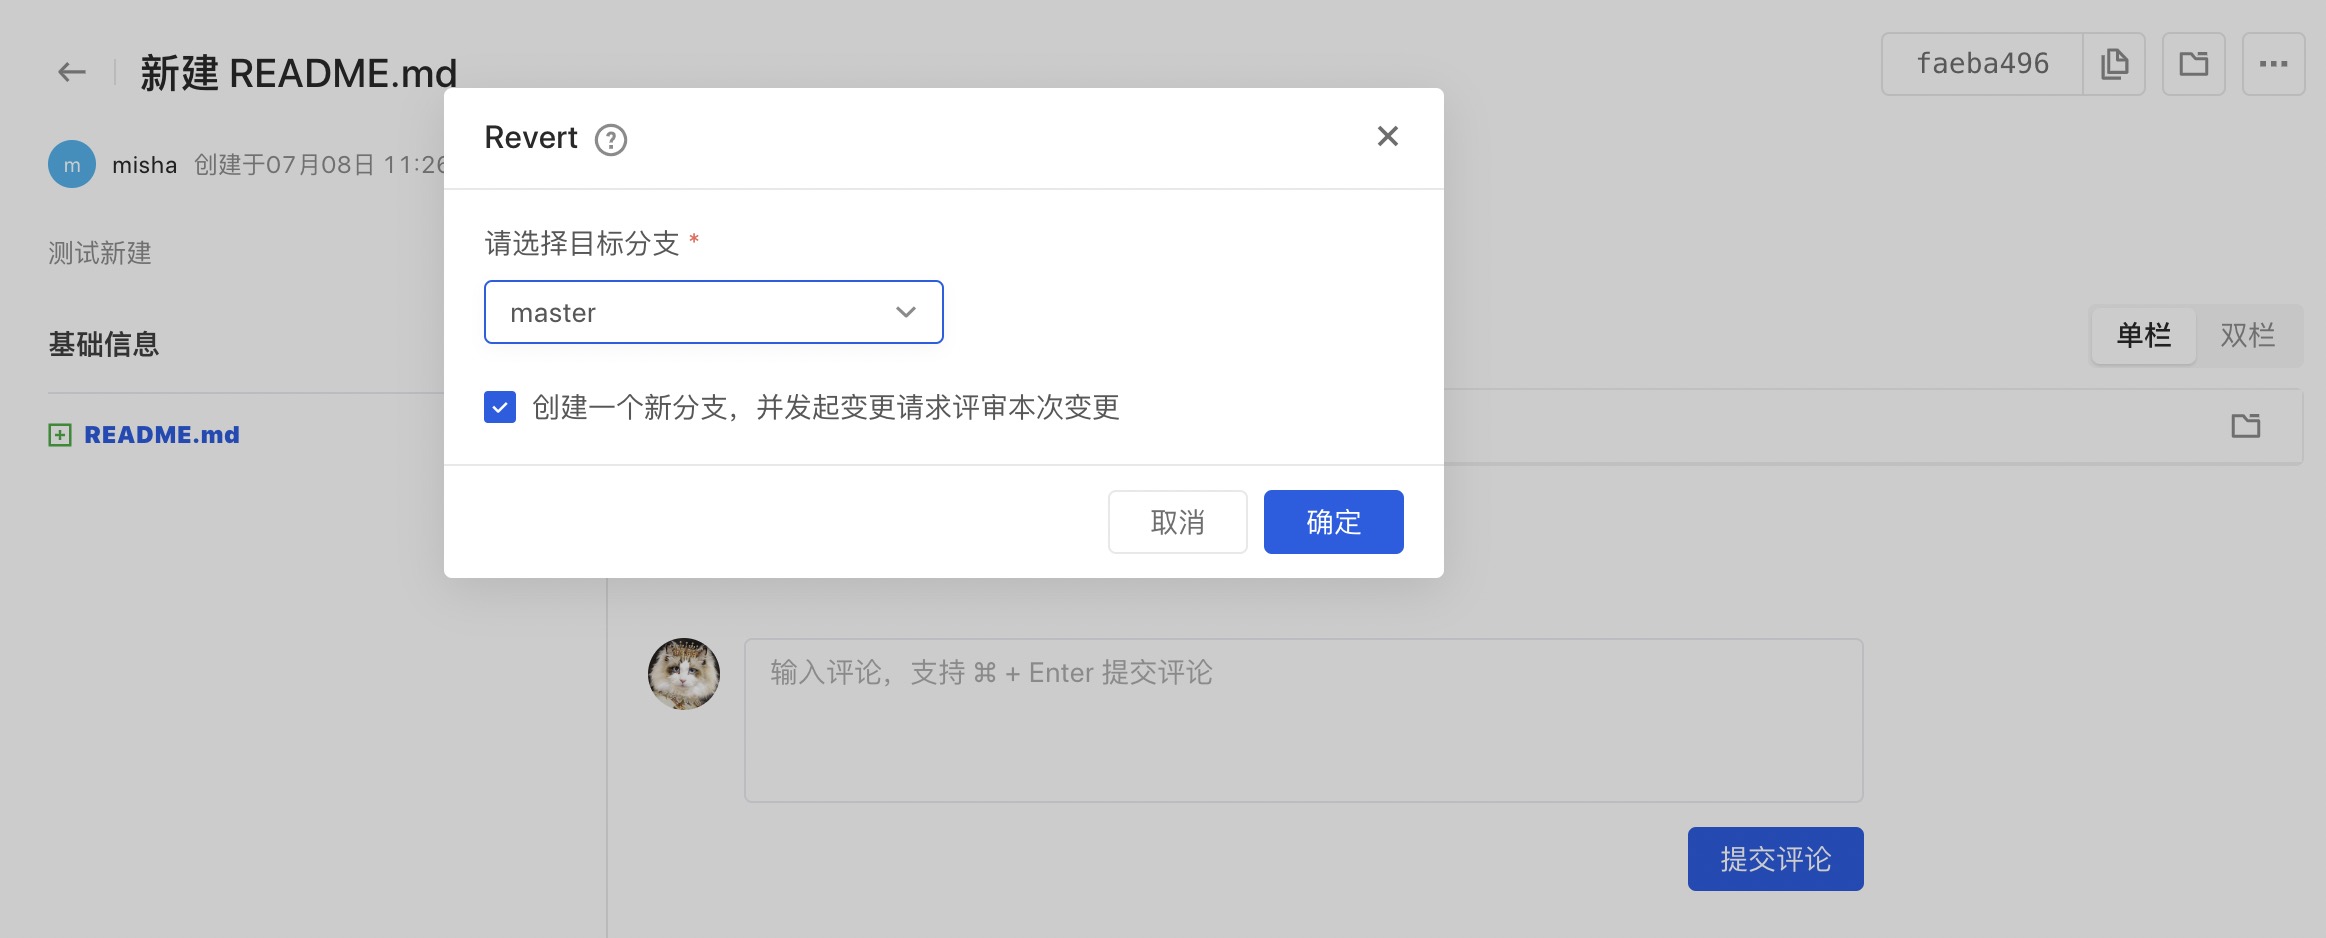 新建 README.md
faeba496
m
misha 创建于07月08日 11:26
测试新建
基础信息
README.md
Revert ?
请选择目标分支 *
master
创建一个新分支，并发起变更请求评审本次变更
取消
确定
单栏
双栏
输入评论，支持 ⌘ + Enter 提交评论
提交评论